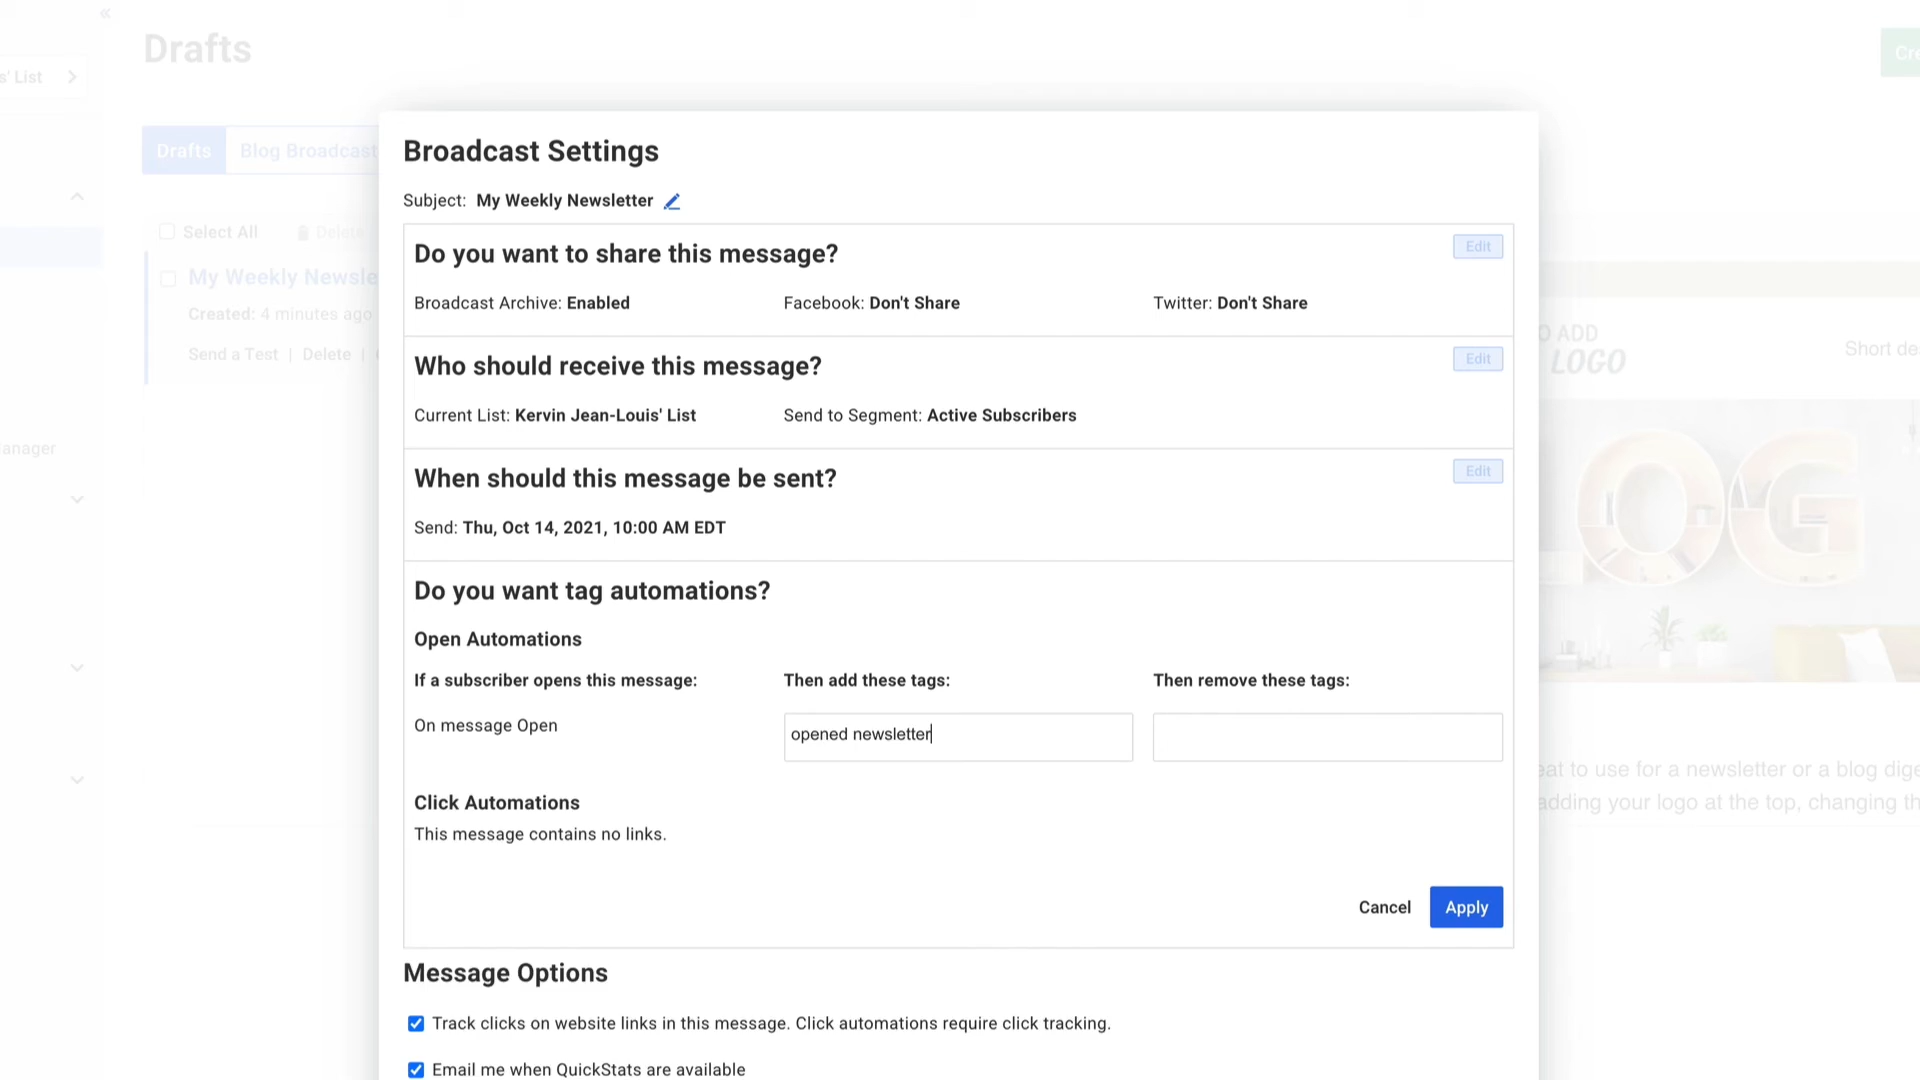 Drafts
s' List
Cre
Drafts
Blog Broadcast
Select All
Delete
My Weekly Newsle
Created: 4 minutes ago
Send a Test | Delete |
anager
Broadcast Settings
Subject: My Weekly Newsletter
Do you want to share this message?
Edit
Broadcast Archive: Enabled
Facebook: Don't Share
Twitter: Don't Share
Who should receive this message?
Edit
Current List: Kervin Jean-Louis' List
Send to Segment: Active Subscribers
When should this message be sent?
Edit
Send: Thu, Oct 14, 2021, 10:00 AM EDT
Do you want tag automations?
Open Automations
If a subscriber opens this message:
Then add these tags:
Then remove these tags:
On message Open
opened newsletter
Click Automations
This message contains no links.
Cancel
Apply
Message Options
Track clicks on website links in this message. Click automations require click tracking.
Email me when QuickStats are available
O ADD
LOGO
Short de
OG
eat to use for a newsletter or a blog dige
adding your logo at the top, changing th